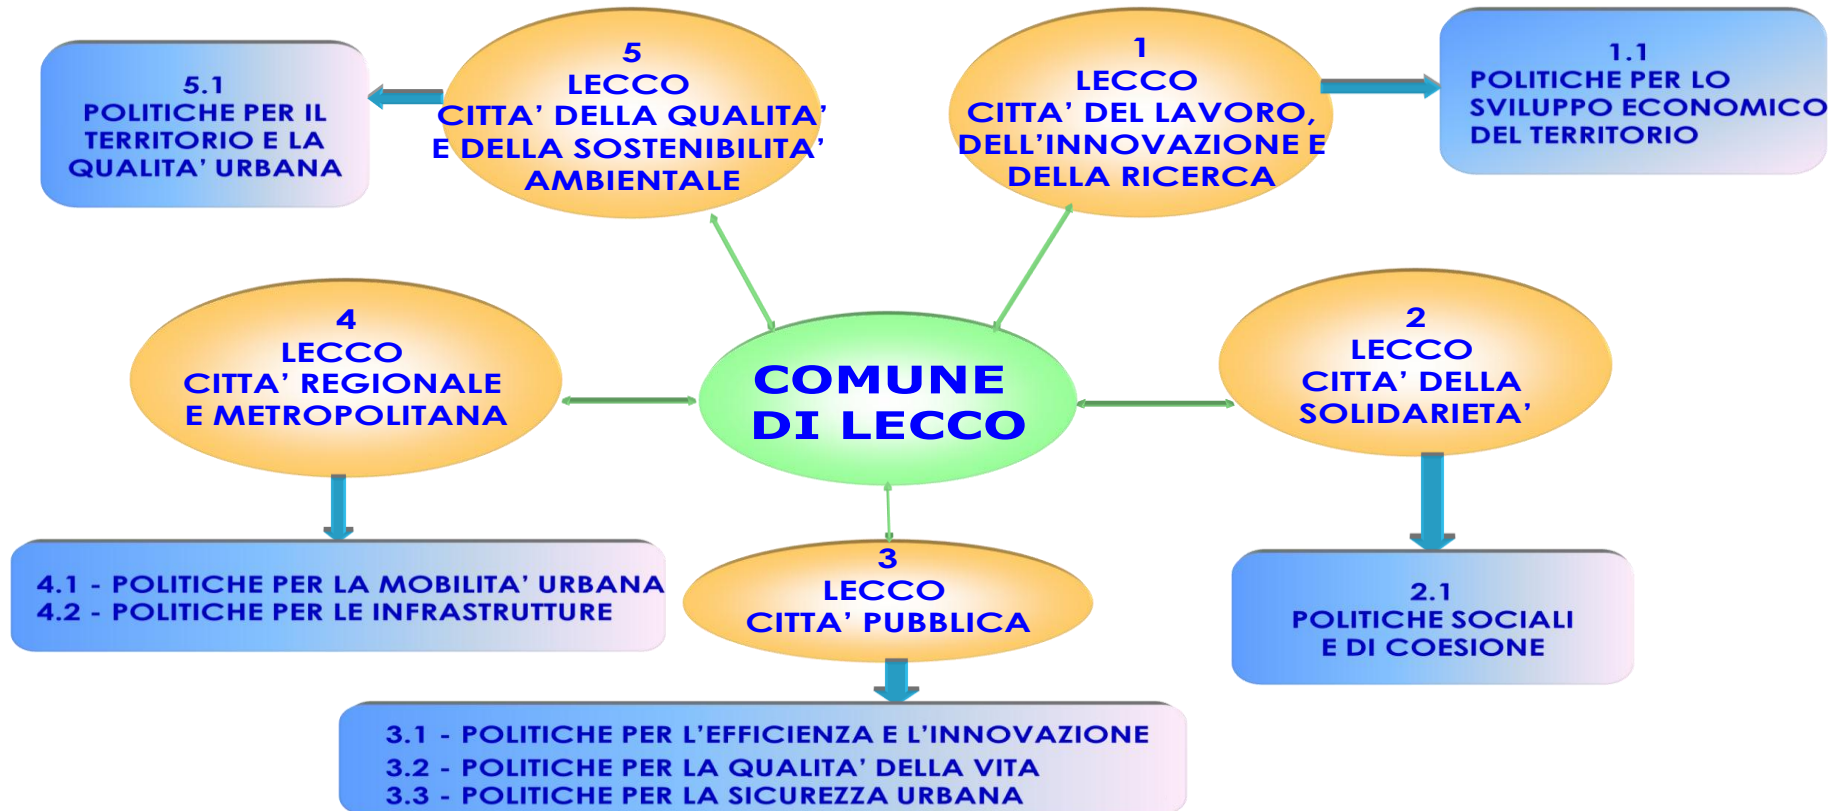 5
LECCO
CITTA’ DELLA QUALITA’
E DELLA SOSTENIBILITA’
AMBIENTALE
1
LECCO
CITTA’ DEL LAVORO,
DELL’INNOVAZIONE E
DELLA RICERCA
1.1
POLITICHE PER LO
SVILUPPO ECONOMICO
DEL TERRITORIO
5.1
POLITICHE PER IL
TERRITORIO E LA
QUALITA’ URBANA
4
LECCO
CITTA’ REGIONALE
E METROPOLITANA
COMUNE
DI LECCO
2
LECCO
CITTA’ DELLA
SOLIDARIETA’
4.1 - POLITICHE PER LA MOBILITA’ URBANA
4.2 - POLITICHE PER LE INFRASTRUTTURE
3
LECCO
CITTA’ PUBBLICA
2.1
POLITICHE SOCIALI
E DI COESIONE
3.1 - POLITICHE PER L’EFFICIENZA E L’INNOVAZIONE
3.2 - POLITICHE PER LA QUALITA’ DELLA VITA
3.3 - POLITICHE PER LA SICUREZZA URBANA